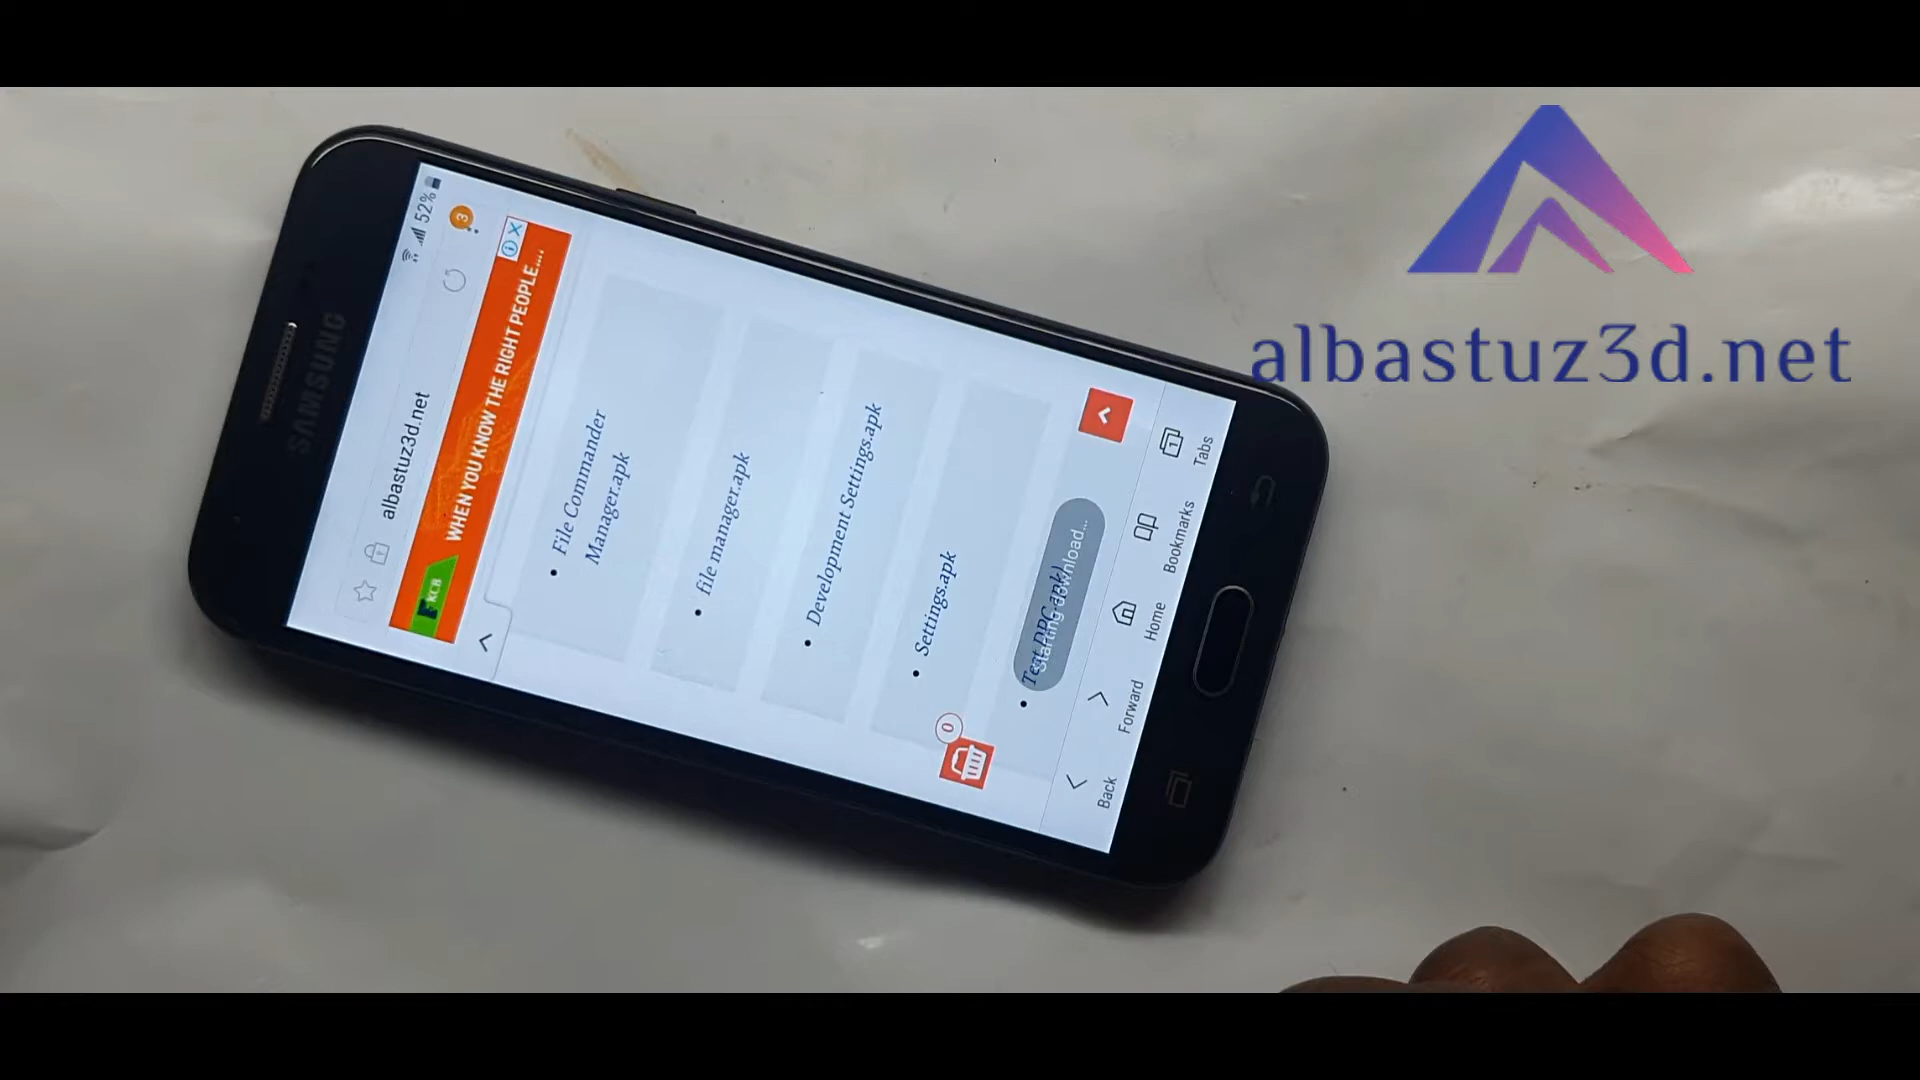 SAMSUNG
52%
3
albastuz3d.net
KCB
WHEN YOU KNOW THE RIGHT PEOPLE....
• File Commander
Manager.apk
• file manager.apk
• Development Settings.apk
• Settings.apk
• Test DPC.apk)
Starting download...
0
Back
Forward
Home
Bookmarks
1
Tabs
albastuz3d.net